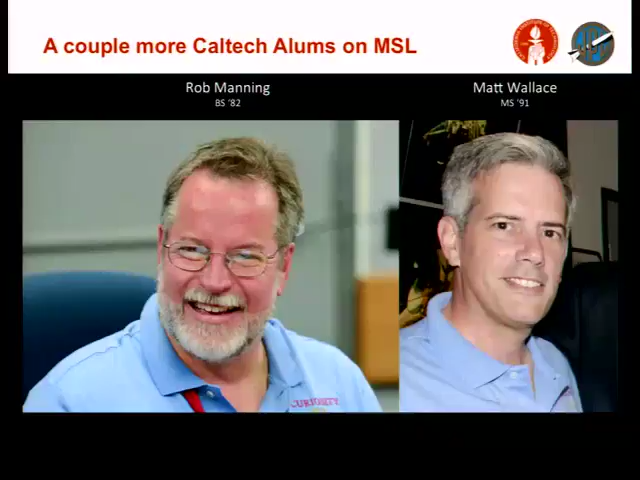 A couple more Caltech Alums on MSL
Rob Manning
BS '82
Matt Wallace
MS '91
CURIOSITY